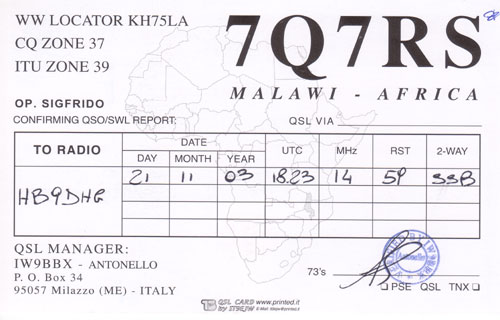 WW LOCATOR KH75LA
CQ ZONE 37
ITU ZONE 39
7Q7RS
MALAWI - AFRICA
OP. SIGFRIDO
CONFIRMING QSO/SWL REPORT:
QSL VIA
TO RADIO DATE UTC MHz RST 2-WAY
DAY MONTH YEAR
HB9DHG 21 11 03 18.23 14 59 SSB
QSL MANAGER:
IW9BBX - ANTONELLO
P. O. Box 34
95057 Milazzo (ME) - ITALY
73's
PSE QSL TNX
QSL CARD www.printed.it